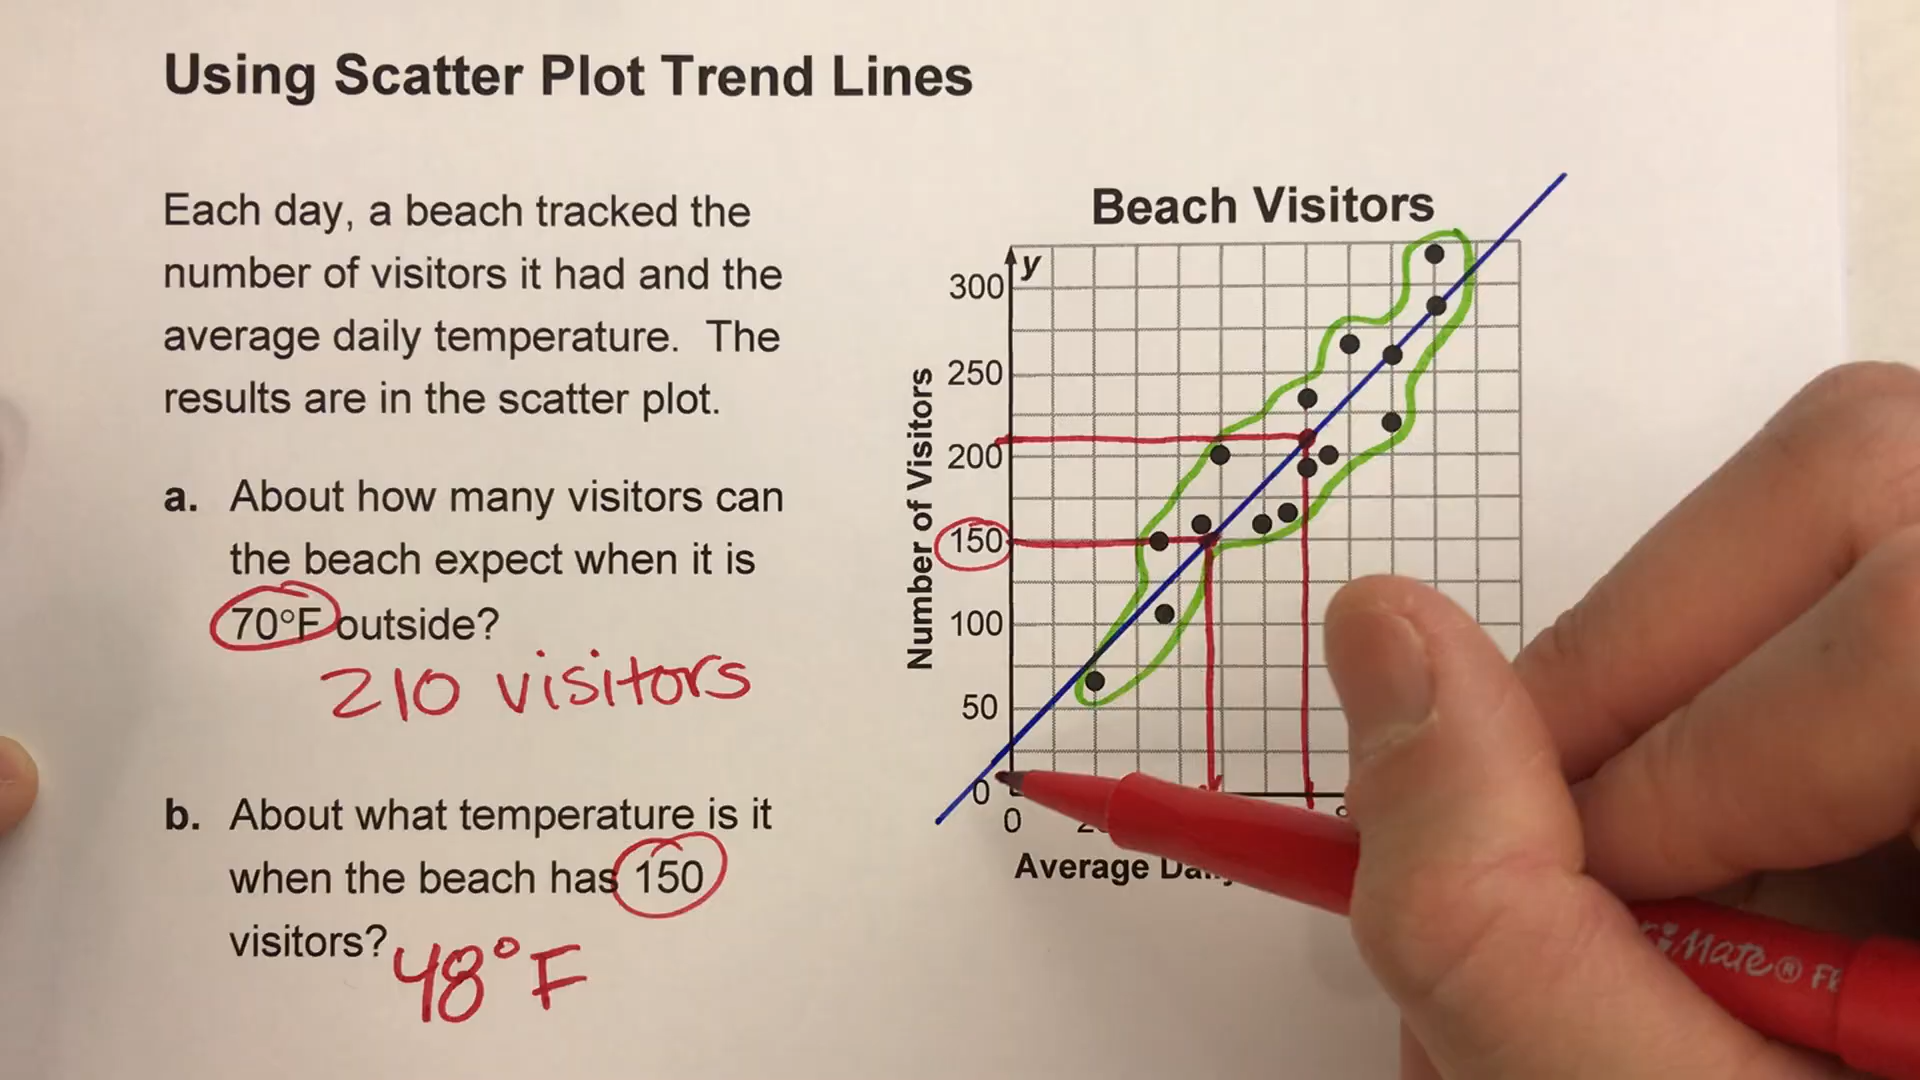 Using Scatter Plot Trend Lines
Each day, a beach tracked the
number of visitors it had and the
average daily temperature. The
results are in the scatter plot.
a. About how many visitors can
the beach expect when it is
70°F outside?
210 visitors
b. About what temperature is it
when the beach has 150
visitors?
48°F
Beach Visitors
y
300
250
200
150
100
50
0
Number of Visitors
0
Average
Mate®